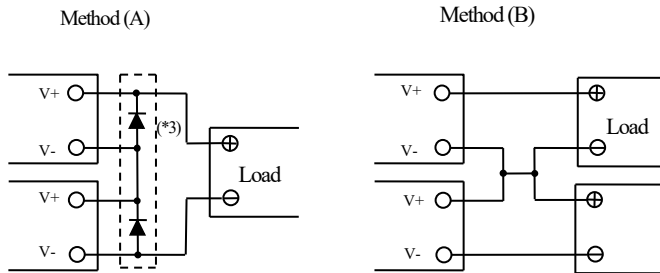 Method (A)
Method (B)
V+
V-
V+
V-
(*3)
+
Load
-
V+
V-
V+
V-
+
Load
-
+
-